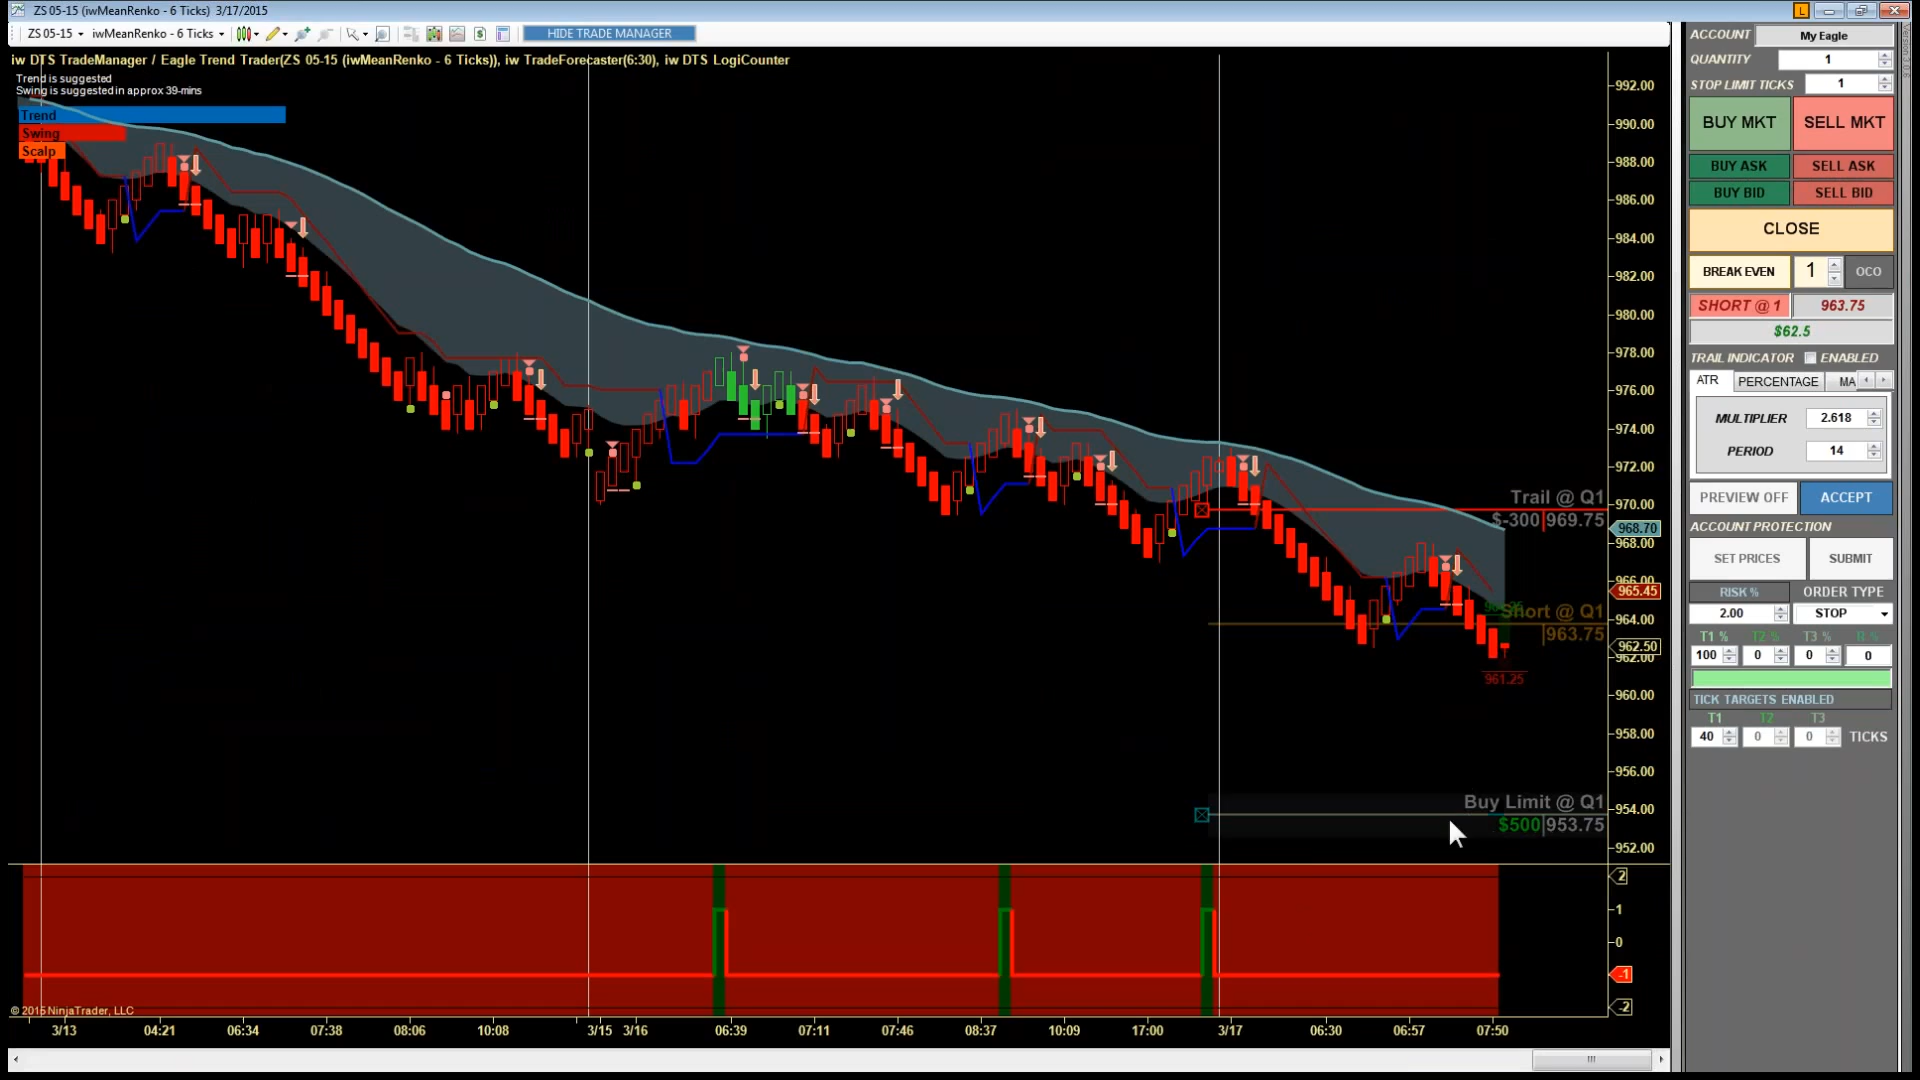 ZS 05-15 (iwMeanRenko - 6 Ticks) 3/17/2015
L
ZS 05-15 iwMeanRenko - 6 Ticks HIDE TRADE MANAGER
iw DTS TradeManager / Eagle Trend Trader(ZS 05-15 (iwMeanRenko - 6 Ticks)), iw TradeForecaster(6:30), iw DTS LogiCounter
Trend is suggested
Swing is suggested in approx 39-mins
Trend
Swing
Scalp
992.00
990.00
988.00
986.00
984.00
982.00
980.00
978.00
976.00
974.00
972.00
970.00
968.70
968.00
966.00
965.45
964.00
962.50
962.00
960.00
958.00
956.00
954.00
952.00
Trail @ Q1
$-300 969.75
Short @ Q1
963.75
961.25
Buy Limit @ Q1
$500 953.75
2
1
0
-1
-2
© 2015 NinjaTrader, LLC
3/13 04:21 06:34 07:38 08:06 10:08 3/15 3/16 06:39 07:11 07:46 08:37 10:09 17:00 3/17 06:30 06:57 07:50
ACCOUNT My Eagle
QUANTITY 1
STOP LIMIT TICKS 1
BUY MKT SELL MKT
BUY ASK SELL ASK
BUY BID SELL BID
CLOSE
BREAK EVEN 1 OCO
SHORT @ 1 963.75
$62.5
TRAIL INDICATOR ENABLED
ATR PERCENTAGE MA
MULTIPLIER 2.618
PERIOD 14
PREVIEW OFF ACCEPT
ACCOUNT PROTECTION
SET PRICES SUBMIT
RISK % ORDER TYPE
2.00 STOP
T1 % T2 % T3 % R %
100 0 0 0
TICK TARGETS ENABLED
T1 T2 T3
40 0 0 TICKS